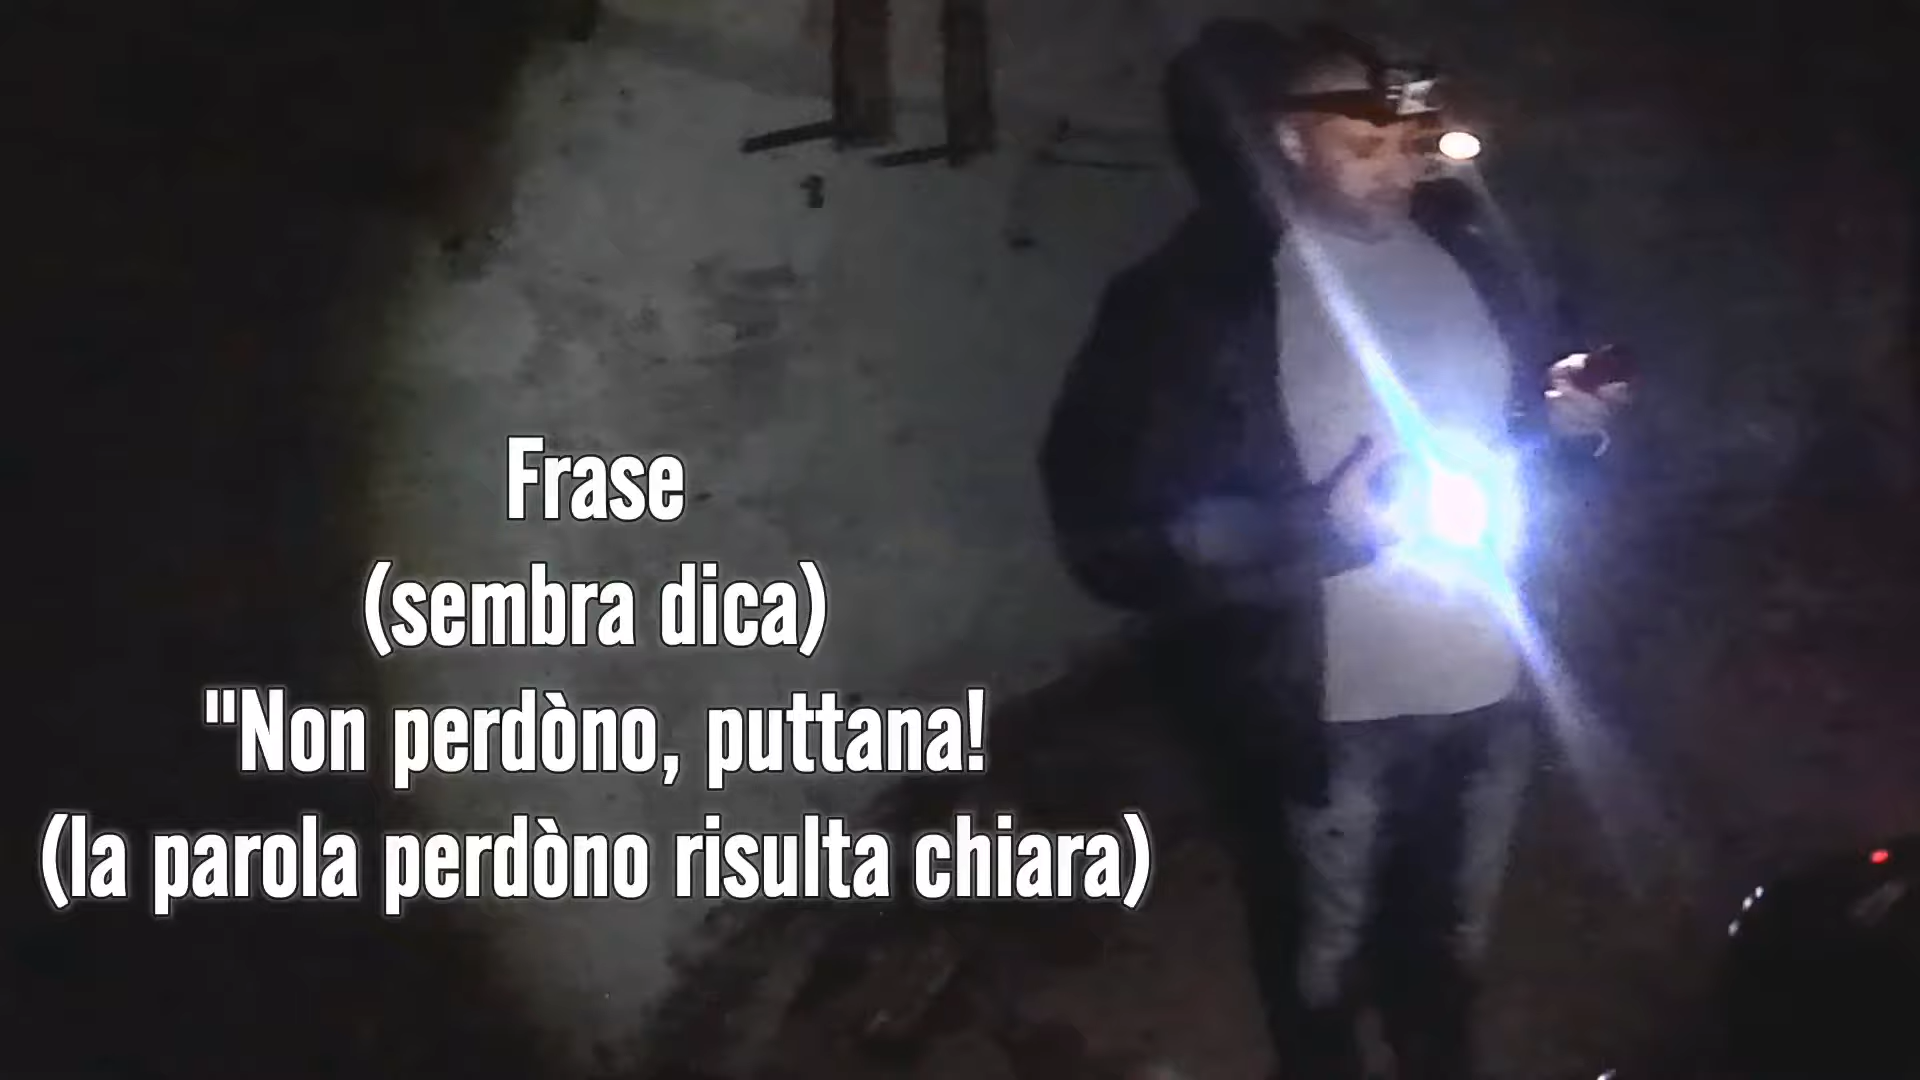 Frase
(sembra dica)
"Non perdòno, puttana!
(la parola perdòno risulta chiara)